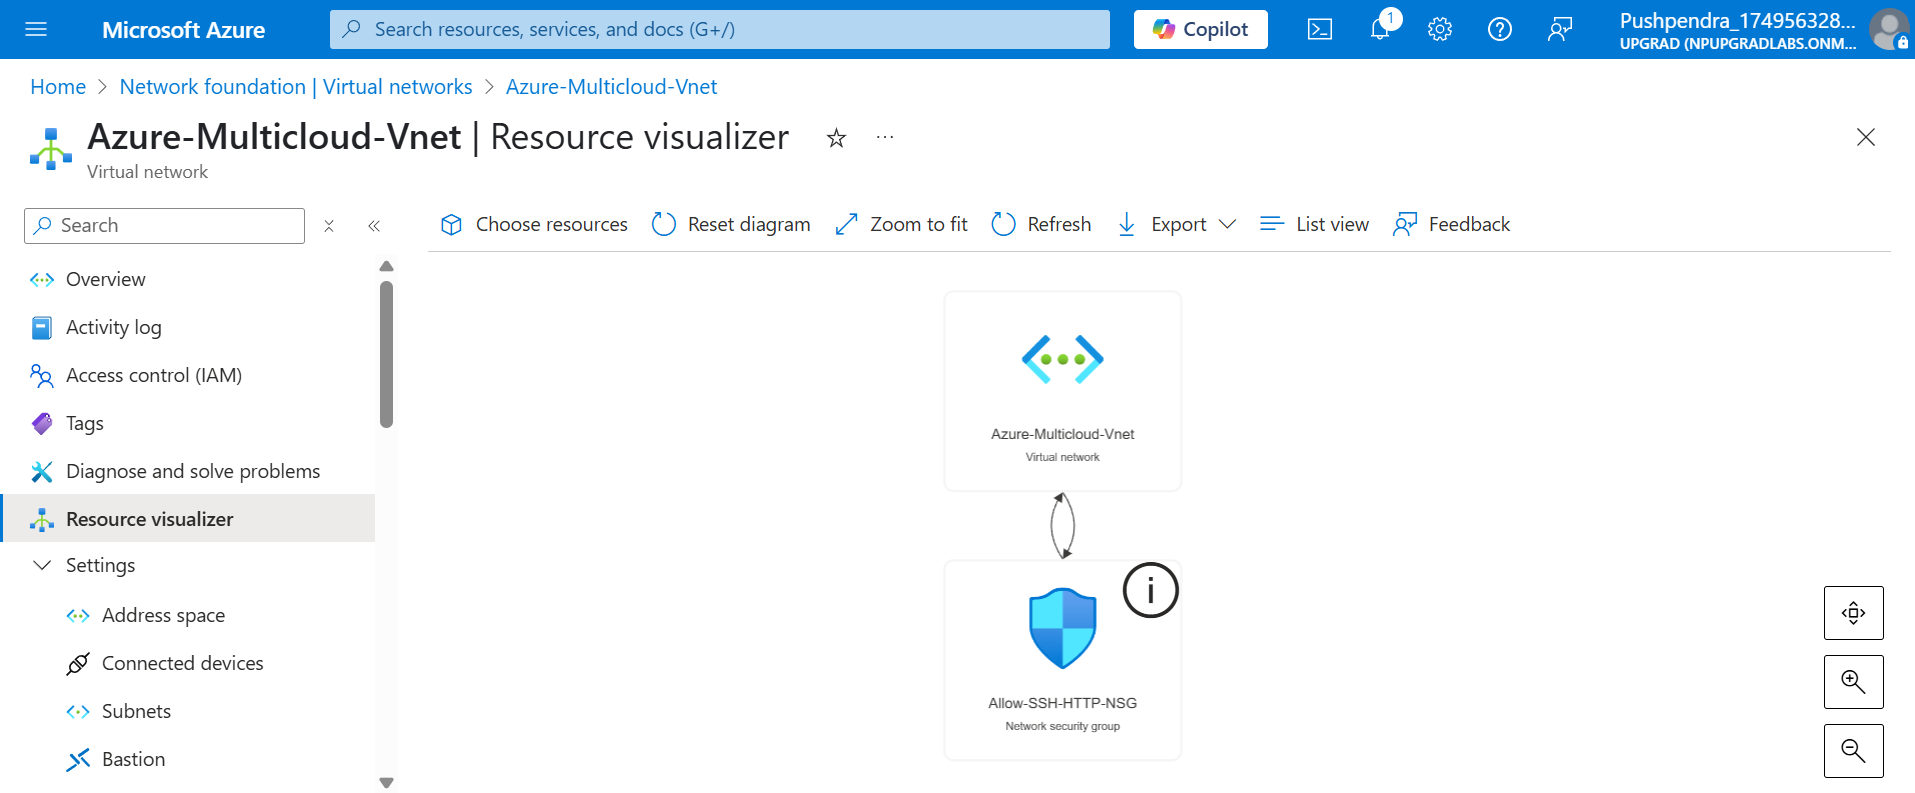 Microsoft Azure
Search resources, services, and docs (G+/)
Copilot
1
Pushpendra_174956328...
UPGRAD (NPUPGRADLABS.ONM...
Home > Network foundation | Virtual networks > Azure-Multicloud-Vnet
Azure-Multicloud-Vnet | Resource visualizer
Virtual network
Search
Choose resources
Reset diagram
Zoom to fit
Refresh
Export
List view
Feedback
Overview
Activity log
Access control (IAM)
Tags
Diagnose and solve problems
Resource visualizer
Settings
Address space
Connected devices
Subnets
Bastion
Azure-Multicloud-Vnet
Virtual network
Allow-SSH-HTTP-NSG
Network security group